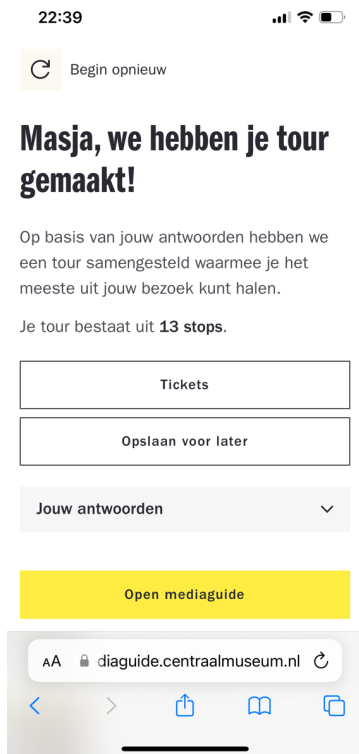 22:39
Begin opnieuw
Masja, we hebben je tour
gemaakt!
Op basis van jouw antwoorden hebben we
een tour samengesteld waarmee je het
meeste uit jouw bezoek kunt halen.
Je tour bestaat uit 13 stops.
Tickets
Opslaan voor later
Jouw antwoorden
Open mediaguide
AA diaguide.centraalmuseum.nl